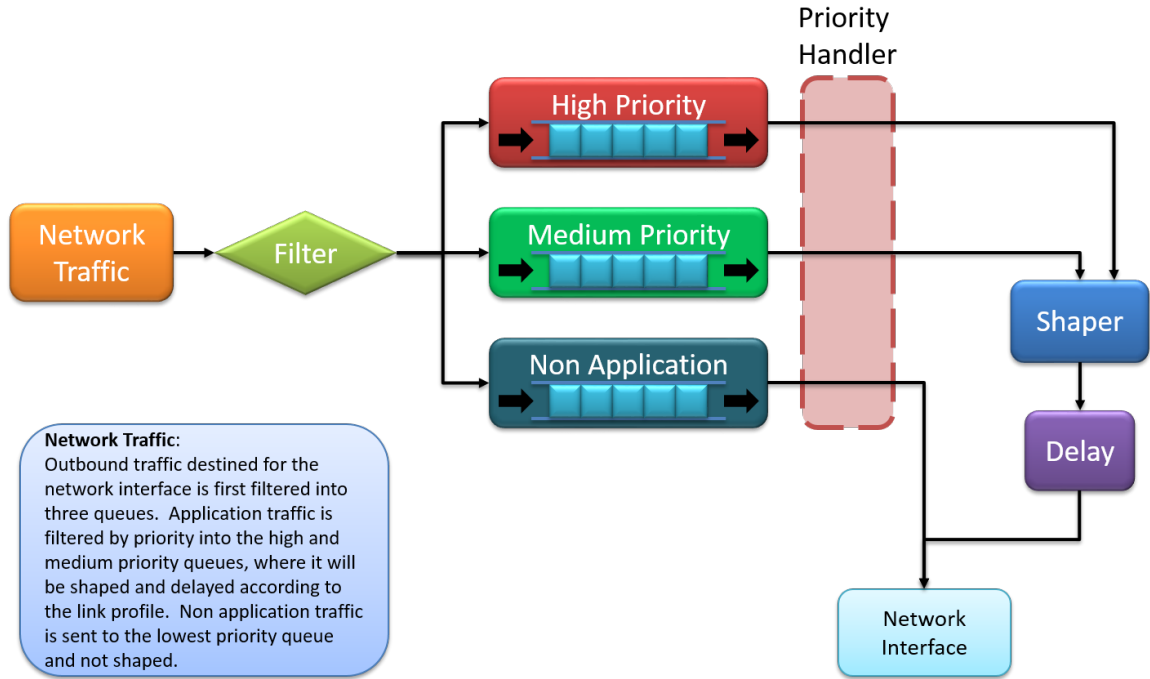 Priority
Handler
High Priority
Network
Traffic
Filter
Medium Priority
Shaper
Non Application
Delay
Network Traffic:
Outbound traffic destined for the
network interface is first filtered into
three queues.  Application traffic is
filtered by priority into the high and
medium priority queues, where it will
be shaped and delayed according to
the link profile.  Non application traffic
is sent to the lowest priority queue
and not shaped.
Network
Interface